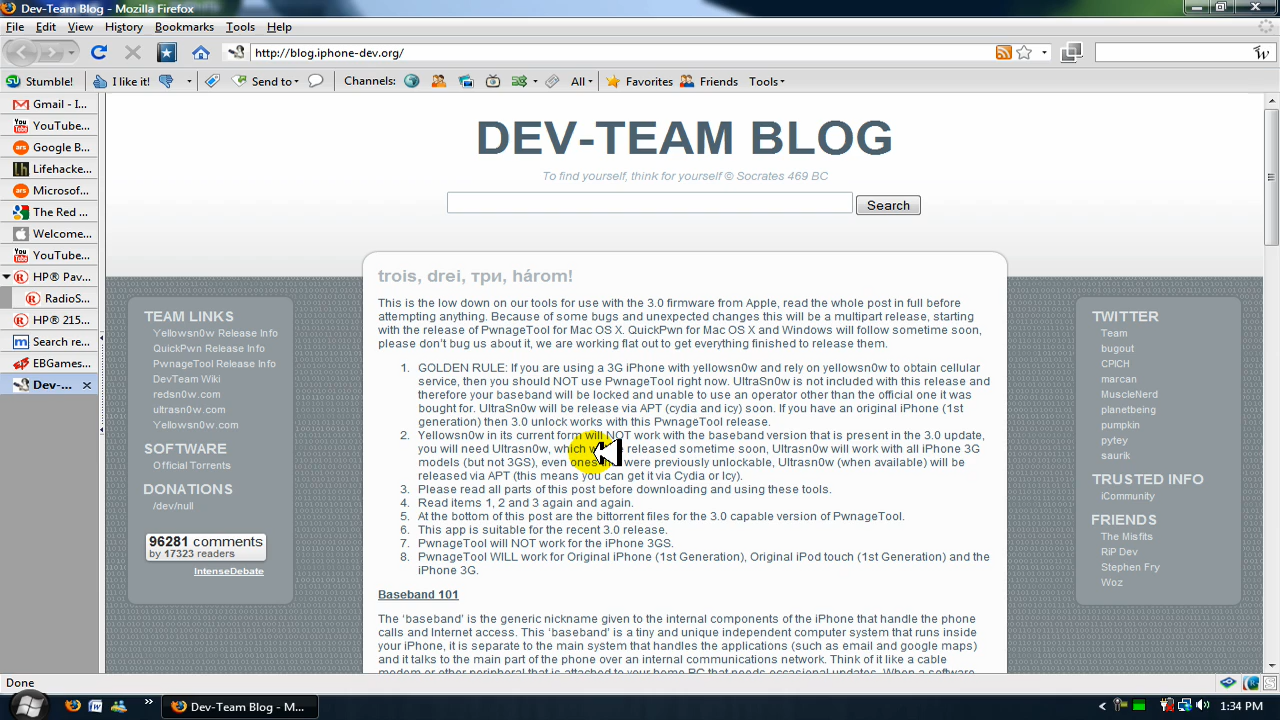 Dev-Team Blog - Mozilla Firefox
File Edit View History Bookmarks Tools Help
http://blog.iphone-dev.org/
Stumble! I like it! Send to Channels: All Favorites Friends Tools
Gmail - I...
YouTube...
Google B...
Lifehacke...
Microsof...
The Red ...
Welcome...
YouTube...
HP® Pav...
RadioS...
HP® 215...
Search re...
EBGames...
Dev-...
DEV-TEAM BLOG
To find yourself, think for yourself © Socrates 469 BC
Search
TEAM LINKS
Yellowsn0w Release Info
QuickPwn Release Info
PwnageTool Release Info
DevTeam Wiki
redsn0w.com
ultrasn0w.com
Yellowsn0w.com
SOFTWARE
Official Torrents
DONATIONS
/dev/null
96281 comments
by 17323 readers
IntenseDebate
trois, drei, три, három!
This is the low down on our tools for use with the 3.0 firmware from Apple, read the whole post in full before
attempting anything. Because of some bugs and unexpected changes this will be a multipart release, starting
with the release of PwnageTool for Mac OS X. QuickPwn for Mac OS X and Windows will follow sometime soon,
please don't bug us about it, we are working flat out to get everything finished to release them.
1. GOLDEN RULE: If you are using a 3G iPhone with yellowsn0w and rely on yellowsn0w to obtain cellular
service, then you should NOT use PwnageTool right now. UltraSn0w is not included with this release and
therefore your baseband will be locked and unable to use an operator other than the official one it was
bought for. UltraSn0w will be release via APT (cydia and icy) soon. If you have an original iPhone (1st
generation) then 3.0 unlock works with this PwnageTool release.
2. Yellowsn0w in its current form will NOT work with the baseband version that is present in the 3.0 update,
you will need Ultrasn0w, which released sometime soon, Ultrasn0w will work with all iPhone 3G
models (but not 3GS), even were previously unlockable, Ultrasn0w (when available) will be
released via APT (this means you can get it via Cydia or Icy).
3. Please read all parts of this post before downloading and using these tools.
4. Read items 1, 2 and 3 again and again.
5. At the bottom of this post are the bittorrent files for the 3.0 capable version of PwnageTool.
6. This app is suitable for the recent 3.0 release.
7. PwnageTool will NOT work for the iPhone 3GS.
8. PwnageTool WILL work for Original iPhone (1st Generation), Original iPod touch (1st Generation) and the
iPhone 3G.
Baseband 101
The 'baseband' is the generic nickname given to the internal components of the iPhone that handle the phone
calls and Internet access. This 'baseband' is a tiny and unique independent computer system that runs inside
your iPhone, it is separate to the main system that handles the applications (such as email and google maps)
and it talks to the main part of the phone over an internal communications network. Think of it like a cable
modem or other peripheral that is attached to your home PC that needs occasional updates. When a software
TWITTER
Team
bugout
CPICH
marcan
MuscleNerd
planetbeing
pumpkin
pytey
saurik
TRUSTED INFO
iCommunity
FRIENDS
The Misfits
RiP Dev
Stephen Fry
Woz
Done
Dev-Team Blog - M...
1:34 PM